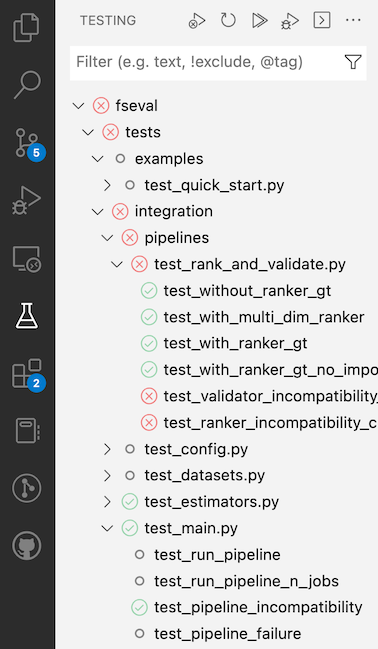 TESTING
Filter (e.g. text, !exclude, @tag)
fseval
tests
5
examples
test_quick_start.py
integration
pipelines
test_rank_and_validate.py
test_without_ranker_gt
test_with_multi_dim_ranker
test_with_ranker_gt
test_with_ranker_gt_no_impo
2
test_validator_incompatibility_
test_ranker_incompatibility_c
test_config.py
test_datasets.py
test_estimators.py
test_main.py
test_run_pipeline
test_run_pipeline_n_jobs
test_pipeline_incompatibility
test_pipeline_failure